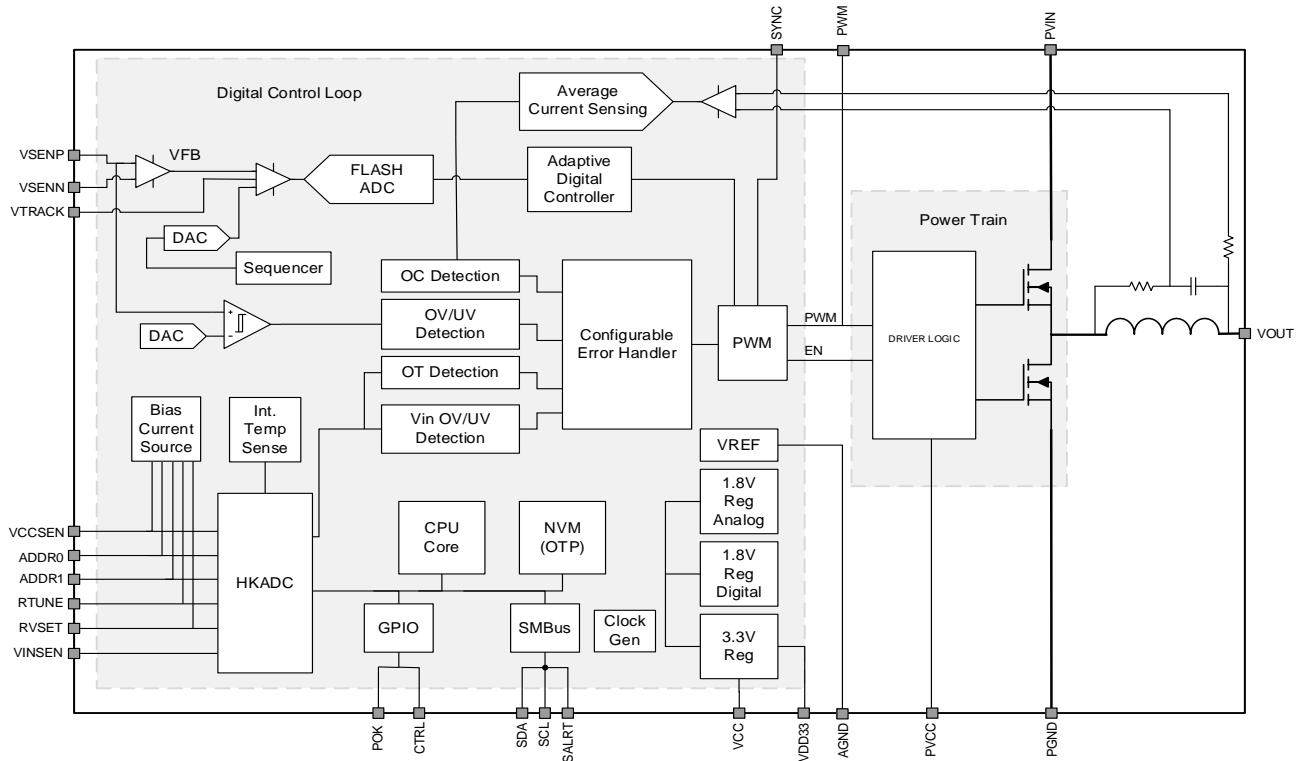 SYNC
PWM
PVIN
Digital Control Loop
Average
Current Sensing
VSENP
VFB
VSENN
VTRACK
FLASH
ADC
Adaptive
Digital
Controller
DAC
Sequencer
Power Train
OC Detection
OV/UV
Detection
OT Detection
Vin OV/UV
Detection
+
-
DAC
Configurable
Error Handler
PWM
PWM
EN
DRIVER LOGIC
VOUT
Bias
Current
Source
Int.
Temp
Sense
VREF
1.8V
Reg
Analog
1.8V
Reg
Digital
3.3V
Reg
VCCSEN
ADDR0
ADDR1
RTUNE
RVSET
VINSEN
HKADC
CPU
Core
NVM
(OTP)
GPIO
SMBus
Clock
Gen
POK
CTRL
SDA
SCL
SALRT
VCC
VDD33
AGND
PVCC
PGND